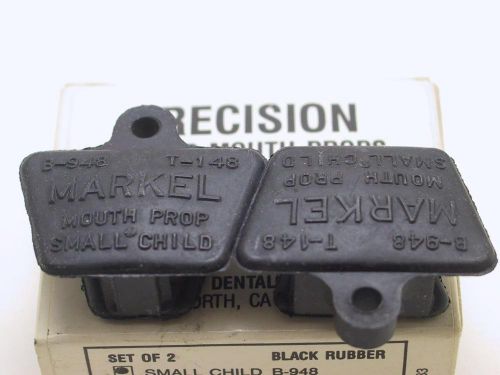 RECISION
MOUTH PROPS
B-948 T-148
MARKEL
MOUTH PROP
SMALL CHILD
B-948 T-148
MARKEL
MOUTH PROP
SMALL CHILD
DENTAL
ORTH, CA
SET OF 2 BLACK RUBBER
SMALL CHILD B-948